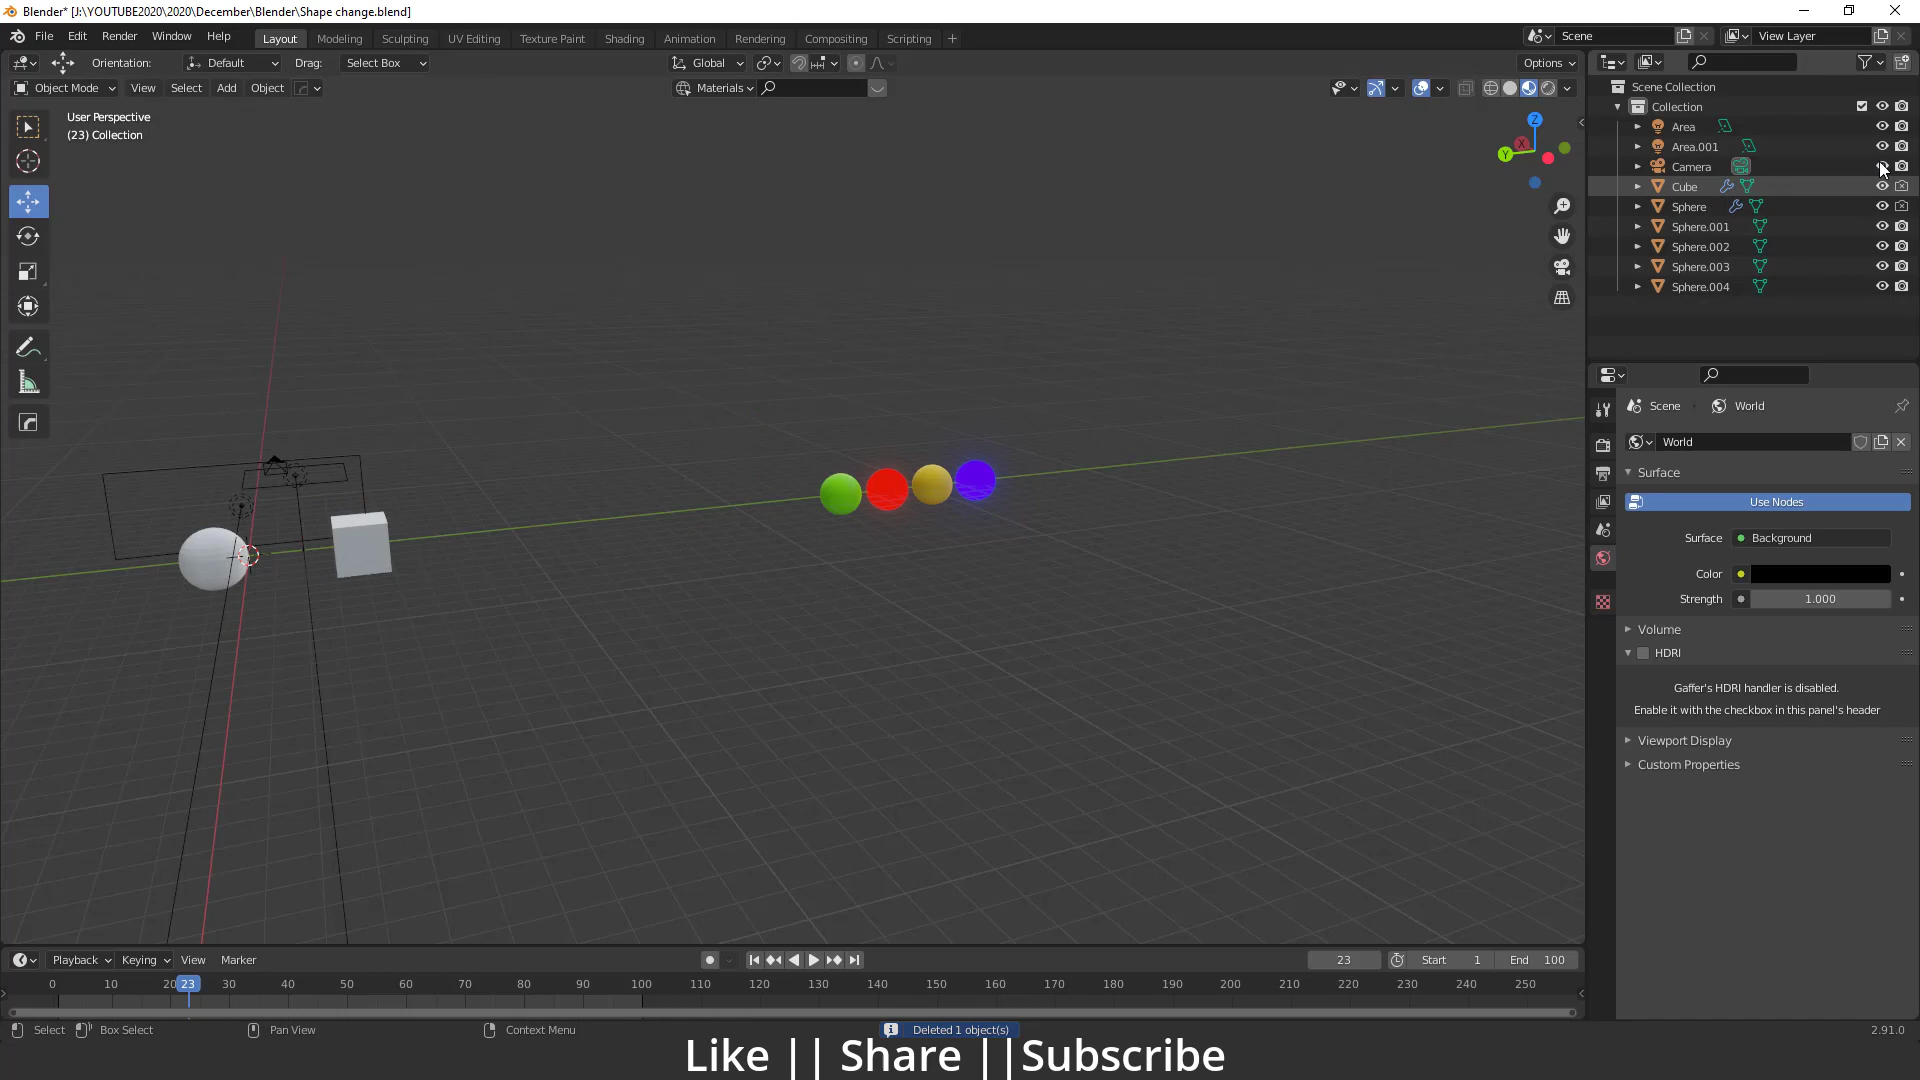 Blender* [J:\YOUTUBE2020\2020\December\Blender\Shape change.blend]
File Edit Render Window Help Layout Modeling Sculpting UV Editing Texture Paint Shading Animation Rendering Compositing Scripting + Scene View Layer
Orientation: Default Drag: Select Box Global Options
Object Mode View Select Add Object Materials
User Perspective
(23) Collection
Z
X
Y
Scene Collection
Collection
Area
Area.001
Camera
Cube
Sphere
Sphere.001
Sphere.002
Sphere.003
Sphere.004
Scene World
World
Surface
Use Nodes
Surface Background
Color
Strength 1.000
Volume
HDRI
Gaffer's HDRI handler is disabled.
Enable it with the checkbox in this panel's header
Viewport Display
Custom Properties
Playback Keying View Marker 23 Start 1 End 100
0 10 20 23 30 40 50 60 70 80 90 100 110 120 130 140 150 160 170 180 190 200 210 220 230 240 250
Select Box Select Pan View Context Menu Deleted 1 object(s) 2.91.0
Like || Share ||Subscribe